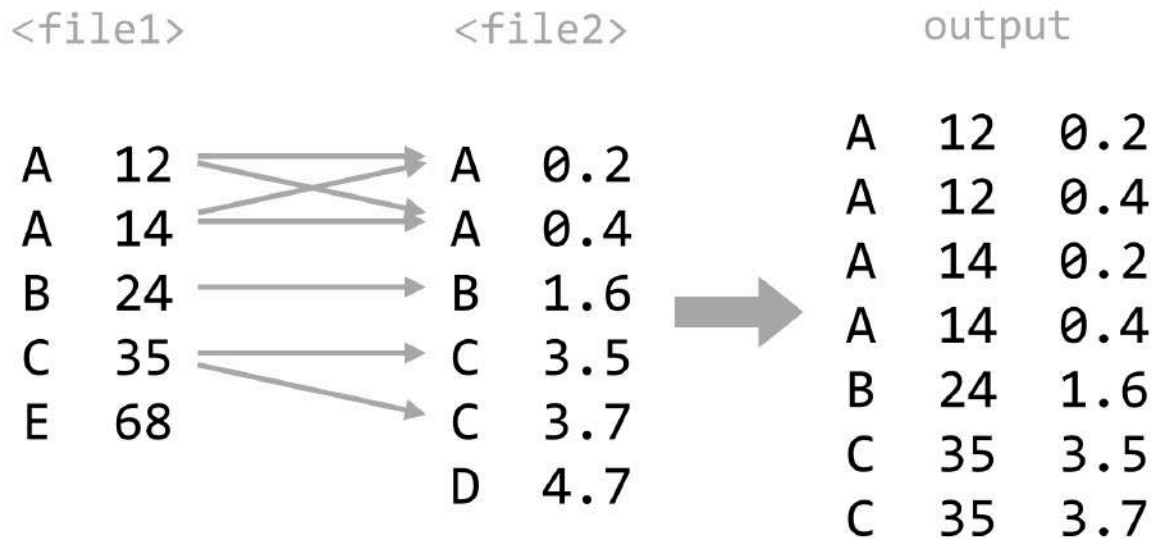 <file1>
A 12
A 14
B 24
C 35
E 68
<file2>
A 0.2
A 0.4
B 1.6
C 3.5
C 3.7
D 4.7
output
A 12 0.2
A 12 0.4
A 14 0.2
A 14 0.4
B 24 1.6
C 35 3.5
C 35 3.7